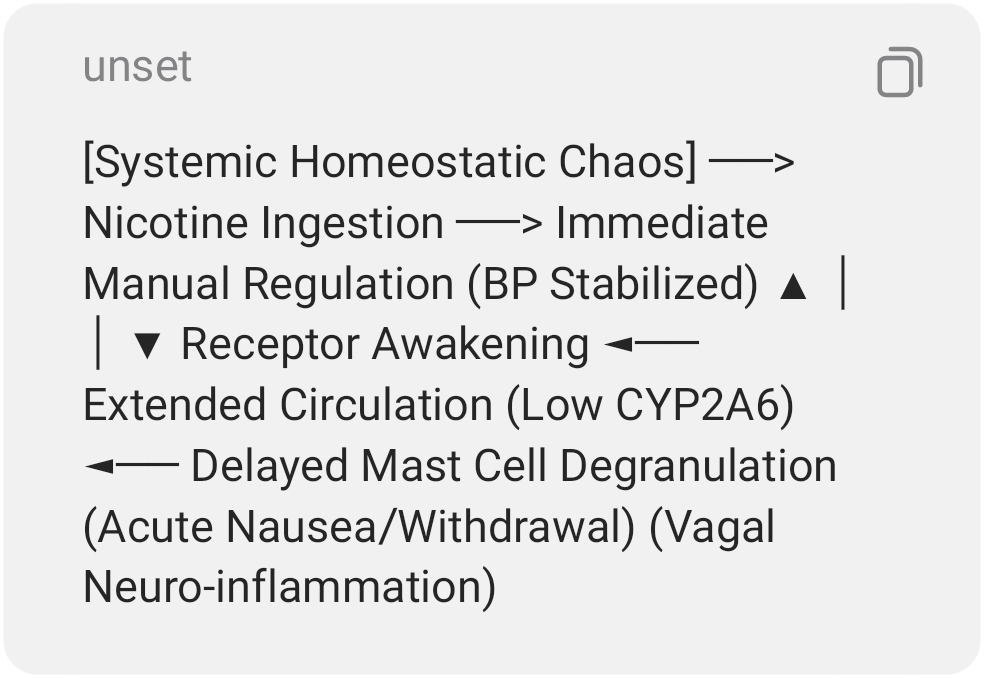 unset
[Systemic Homeostatic Chaos] ──>
Nicotine Ingestion ──> Immediate
Manual Regulation (BP Stabilized) ▲ │
│ ▼ Receptor Awakening ◄──
Extended Circulation (Low CYP2A6)
◄── Delayed Mast Cell Degranulation
(Acute Nausea/Withdrawal) (Vagal
Neuro-inflammation)